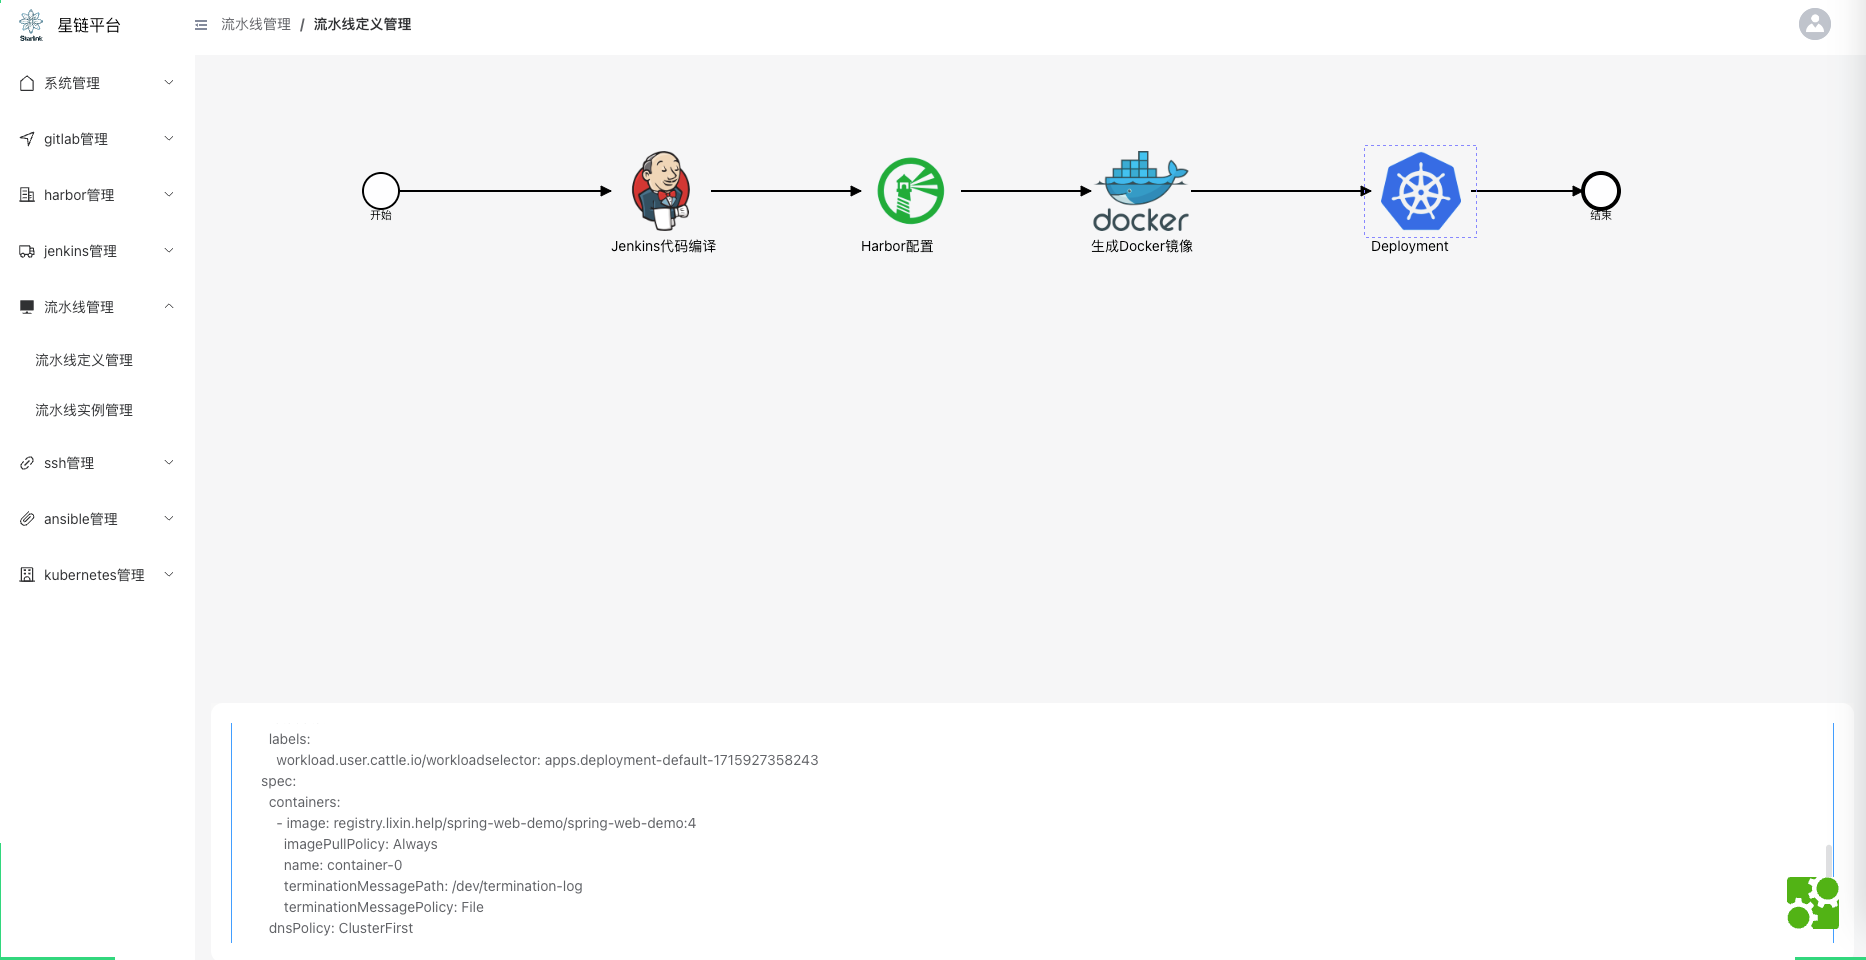 星链平台
Starlink
流水线管理 / 流水线定义管理
系统管理
gitlab管理
harbor管理
jenkins管理
流水线管理
流水线定义管理
流水线实例管理
ssh管理
ansible管理
kubernetes管理
开始
Jenkins代码编译
Harbor配置
docker
生成Docker镜像
Deployment
结束
labels:
workload.user.cattle.io/workloadselector: apps.deployment-default-1715927358243
spec:
containers:
- image: registry.lixin.help/spring-web-demo/spring-web-demo:4
imagePullPolicy: Always
name: container-0
terminationMessagePath: /dev/termination-log
terminationMessagePolicy: File
dnsPolicy: ClusterFirst